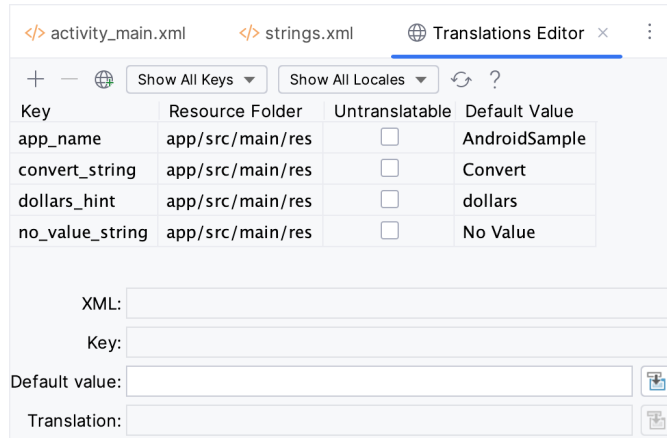 </> activity_main.xml </> strings.xml Translations Editor ×
Show All Keys Show All Locales ?
Key Resource Folder Untranslatable Default Value
app_name app/src/main/res AndroidSample
convert_string app/src/main/res Convert
dollars_hint app/src/main/res dollars
no_value_string app/src/main/res No Value
XML:
Key:
Default value:
Translation: